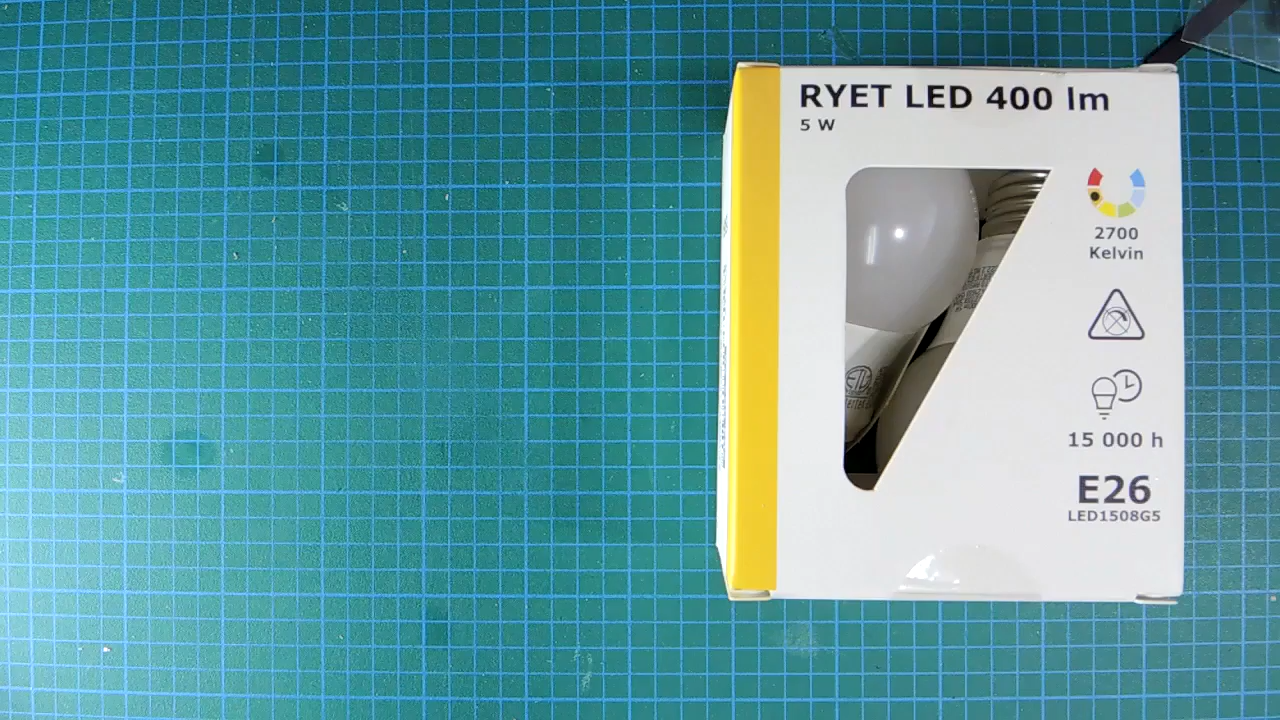 RYET LED 400 lm
5 W
2700
Kelvin
15 000 h
E26
LED1508G5